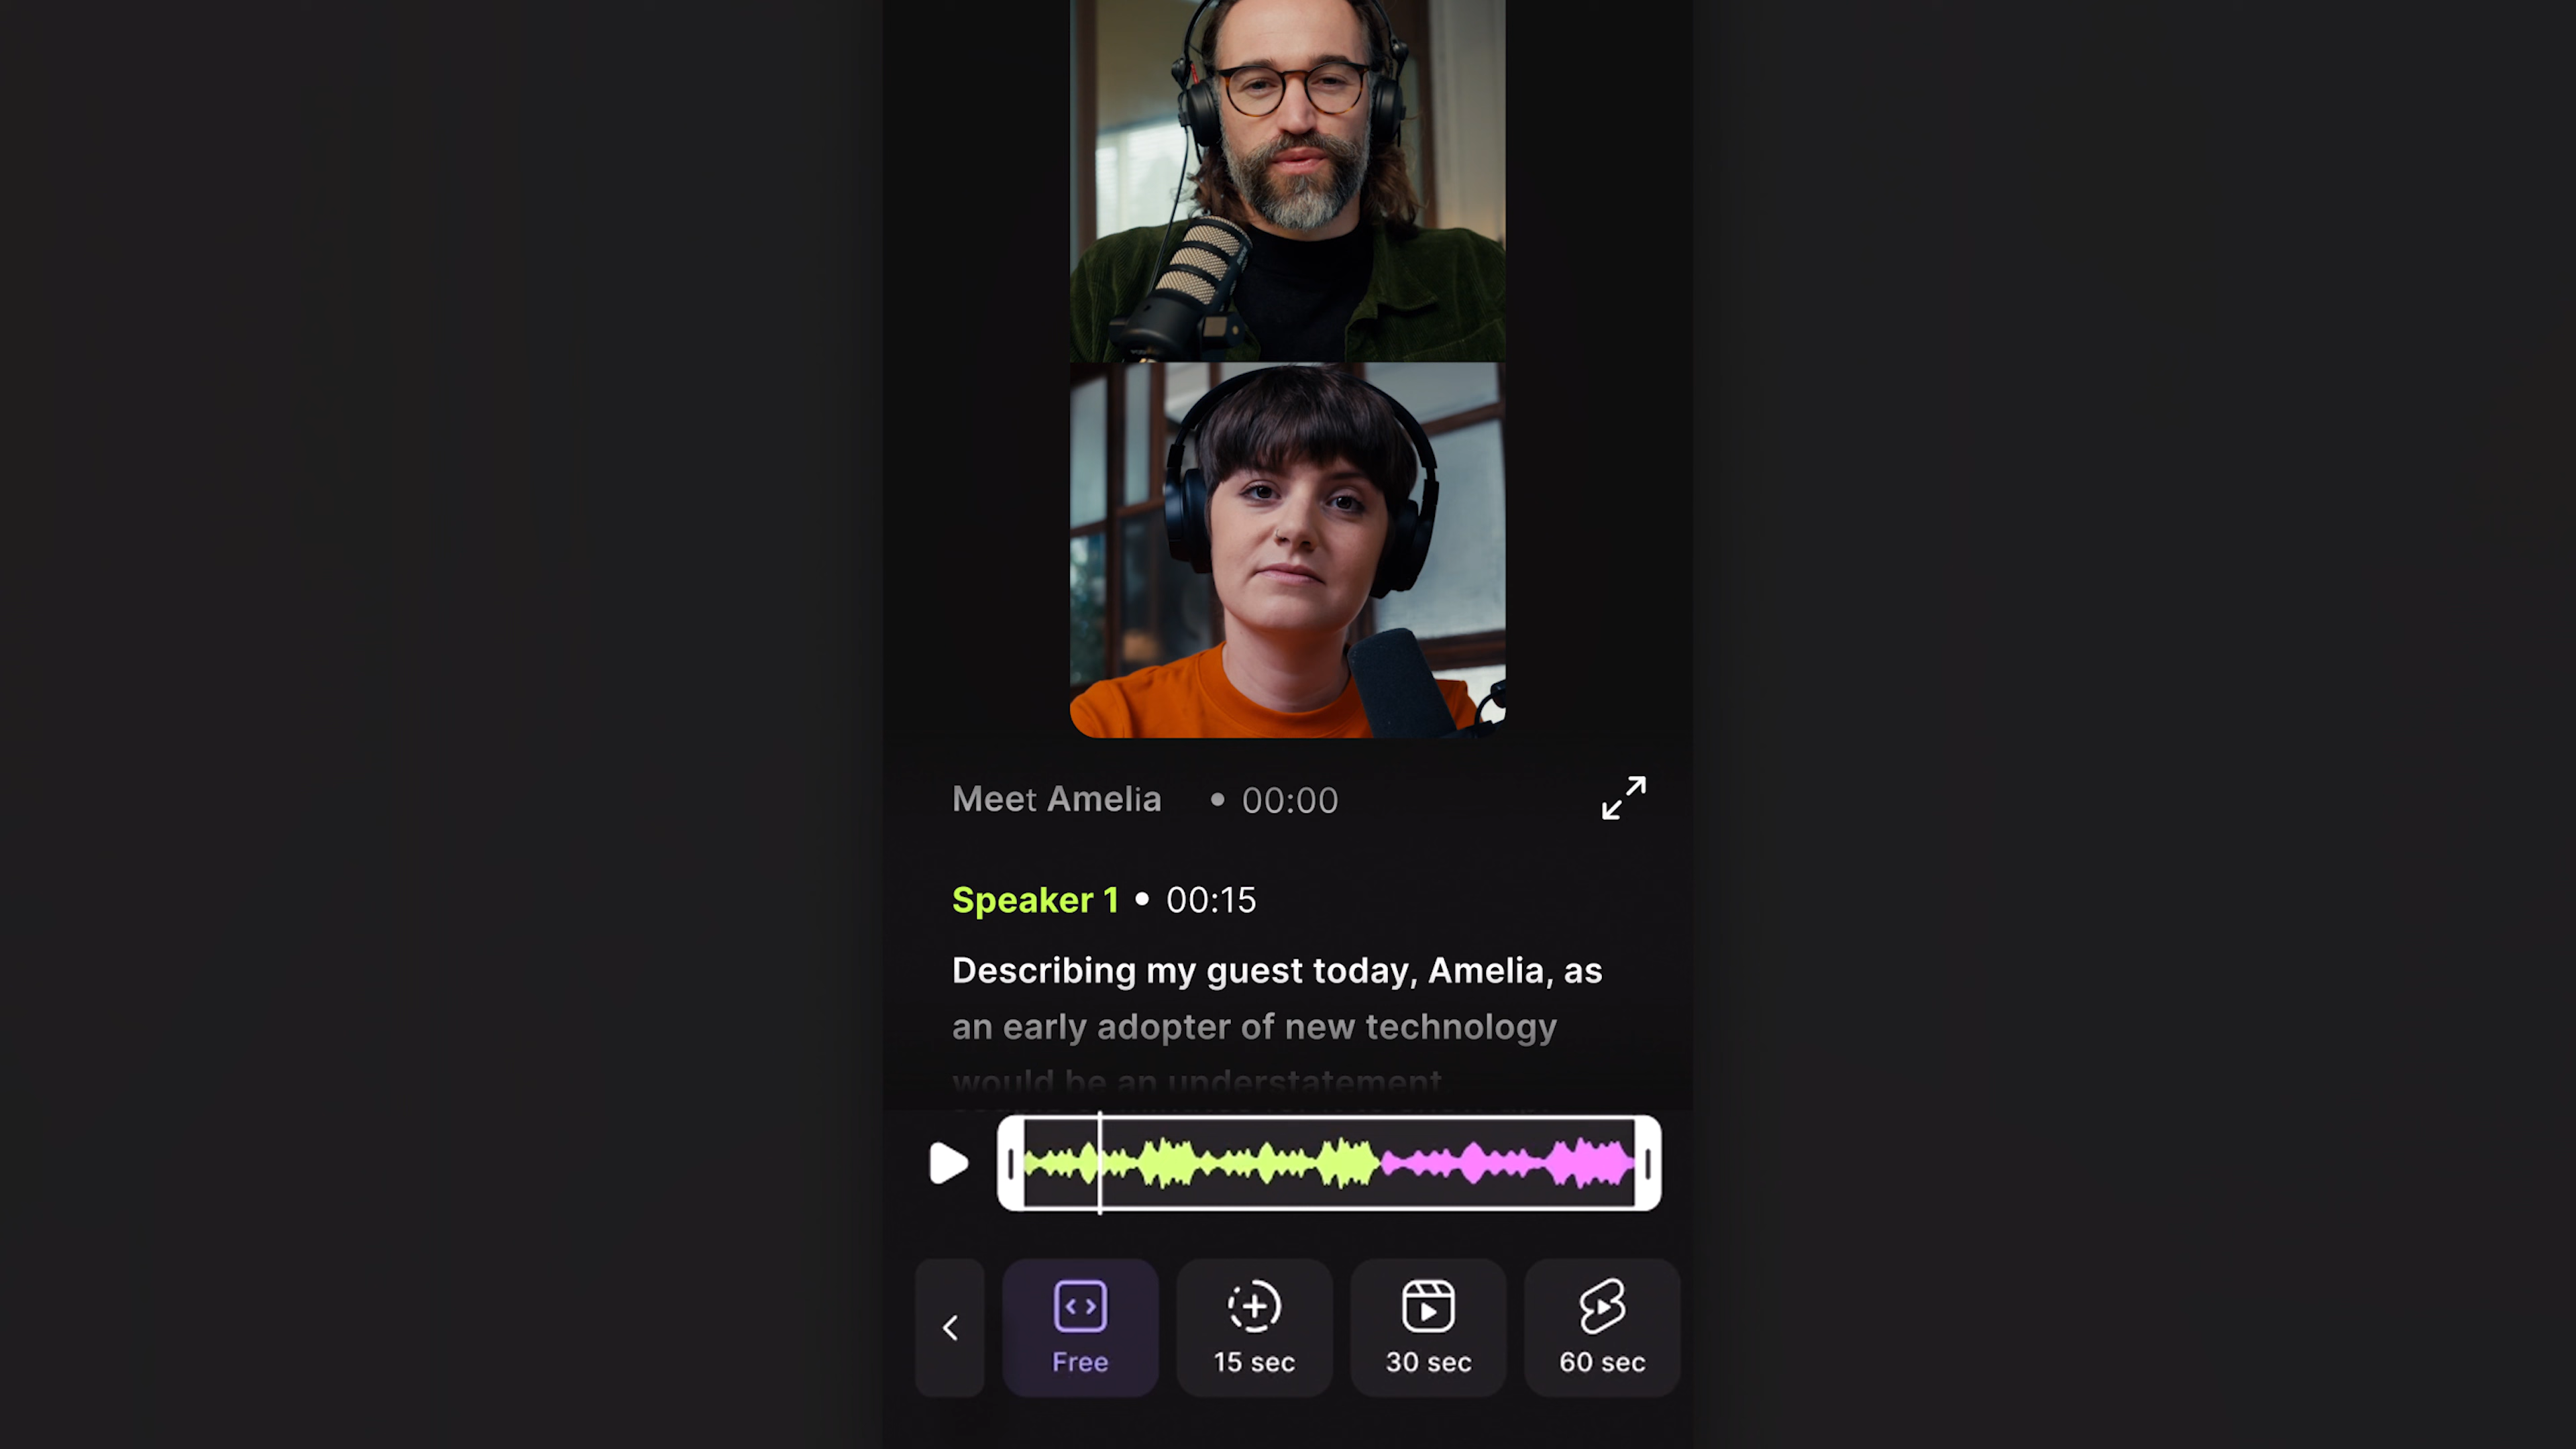 Meet Amelia • 00:00
Speaker 1 • 00:15
Describing my guest today, Amelia, as
an early adopter of new technology
would be an understatement.
Free
15 sec
30 sec
60 sec